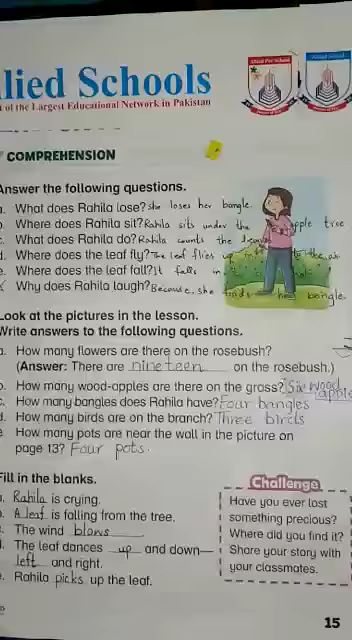 llied Schools
t of the Largest Educational Network in Pakistan
COMPREHENSION
Answer the following questions.
a. What does Rahila lose? She loses her bangle.
b. Where does Rahila sit? Rahila sits under the apple tree
c. What does Rahila do? Rahila counts the leaves
d. Where does the leaf fly? The leaf flies up in the air.
e. Where does the leaf fall? It falls in
Why does Rahila laugh? Because, she finds her bangle.
Look at the pictures in the lesson.
Write answers to the following questions.
a. How many flowers are there on the rosebush?
(Answer: There are nineteen on the rosebush.)
b. How many wood-apples are there on the grass? Six wood apple
c. How many bangles does Rahila have? Four bangles
d. How many birds are on the branch? Three birds
e. How many pots are near the wall in the picture on
page 13? Four pots.
Fill in the blanks.
a. Rahila is crying.
b. A leaf is falling from the tree.
c. The wind blows
d. The leaf dances up and down—
left and right.
e. Rahila picks up the leaf.
Challenge
Have you ever lost
something precious?
Where did you find it?
Share your story with
your classmates.
15